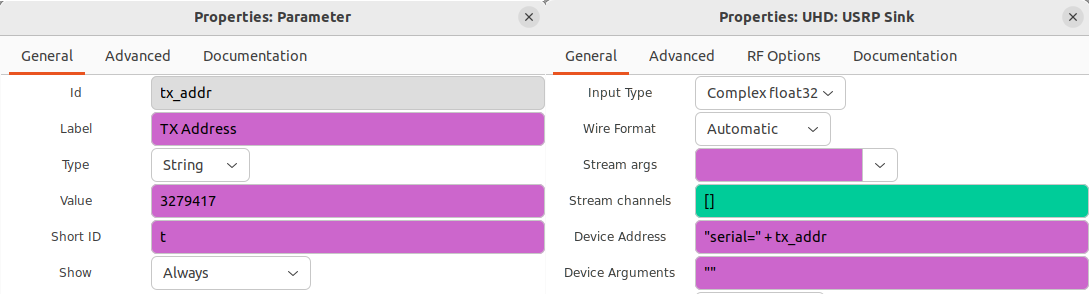 Properties: Parameter
General Advanced Documentation
Id tx_addr
Label TX Address
Type String
Value 3279417
Short ID t
Show Always
Properties: UHD: USRP Sink
General Advanced RF Options Documentation
Input Type Complex float32
Wire Format Automatic
Stream args
Stream channels []
Device Address "serial=" + tx_addr
Device Arguments ""